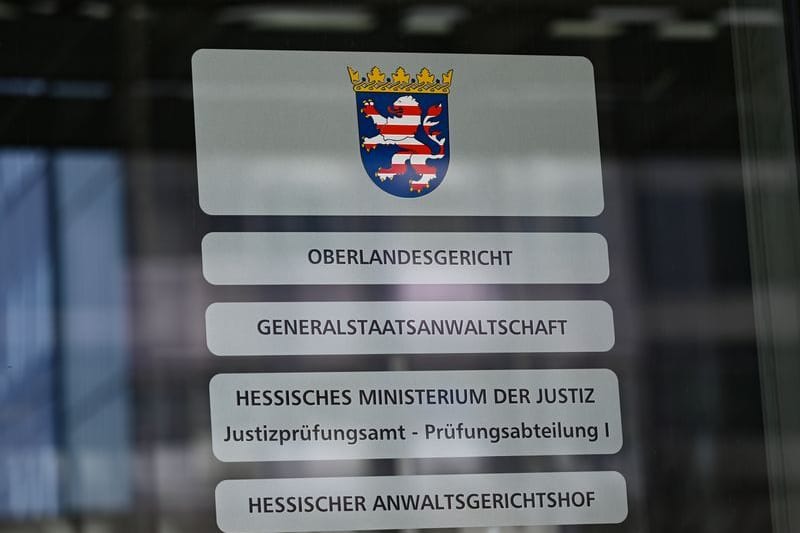 OBERLANDESGERICHT
GENERALSTAATSANWALTSCHAFT
HESSISCHES MINISTERIUM DER JUSTIZ
Justizprüfungsamt - Prüfungsabteilung I
HESSISCHER ANWALTSGERICHTSHOF